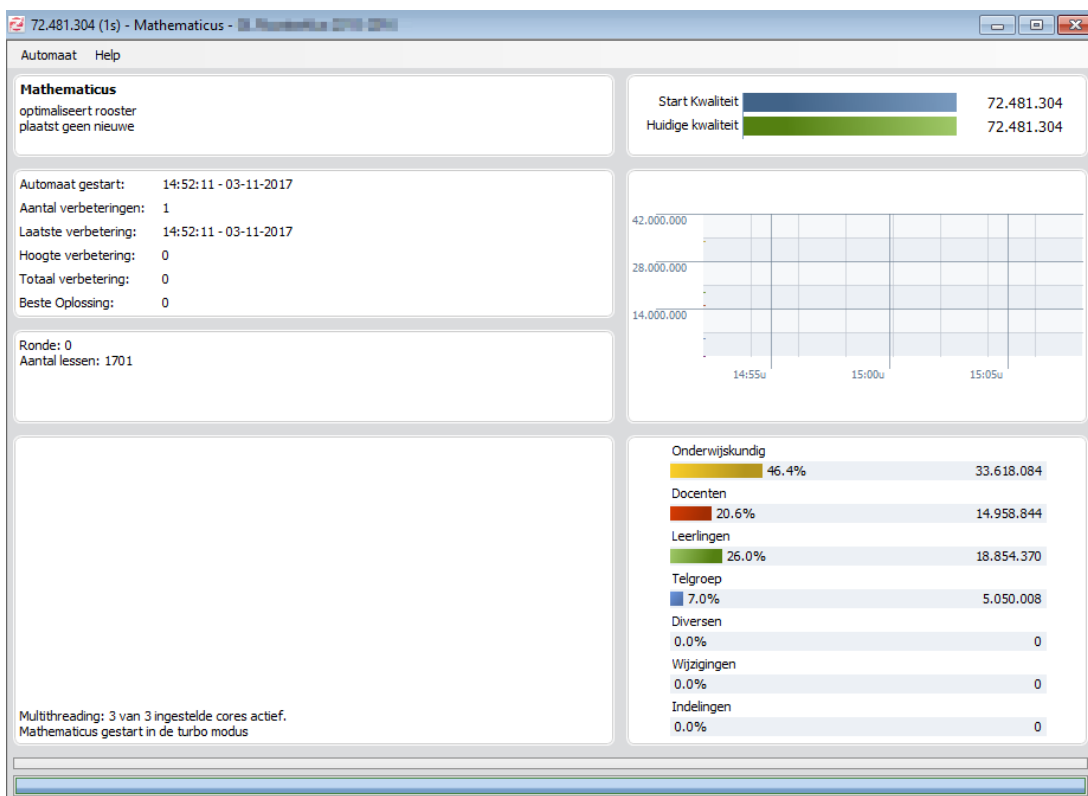 72.481.304 (1s) - Mathematicus -
Automaat Help
Mathematicus
optimaliseert rooster
plaatst geen nieuwe
Start Kwaliteit 72.481.304
Huidige kwaliteit 72.481.304
Automaat gestart: 14:52:11 - 03-11-2017
Aantal verbeteringen: 1
Laatste verbetering: 14:52:11 - 03-11-2017
Hoogte verbetering: 0
Totaal verbetering: 0
Beste Oplossing: 0
42.000.000
28.000.000
14.000.000
14:55u 15:00u 15:05u
Ronde: 0
Aantal lessen: 1701
Onderwijskundig
46.4% 33.618.084
Docenten
20.6% 14.958.844
Leerlingen
26.0% 18.854.370
Telgroep
7.0% 5.050.008
Diversen
0.0% 0
Wijzigingen
0.0% 0
Indelingen
0.0% 0
Multithreading: 3 van 3 ingestelde cores actief.
Mathematicus gestart in de turbo modus